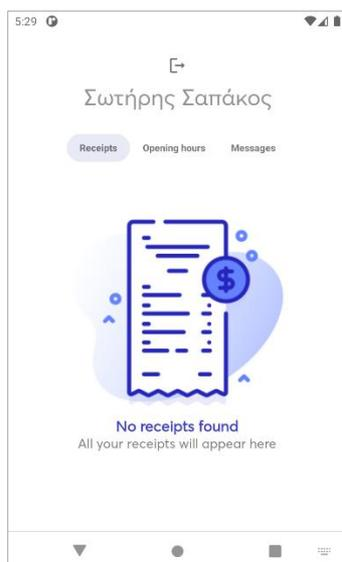 5:29
Σωτήρης Σαπάκος
Receipts Opening hours Messages
$
No receipts found
All your receipts will appear here